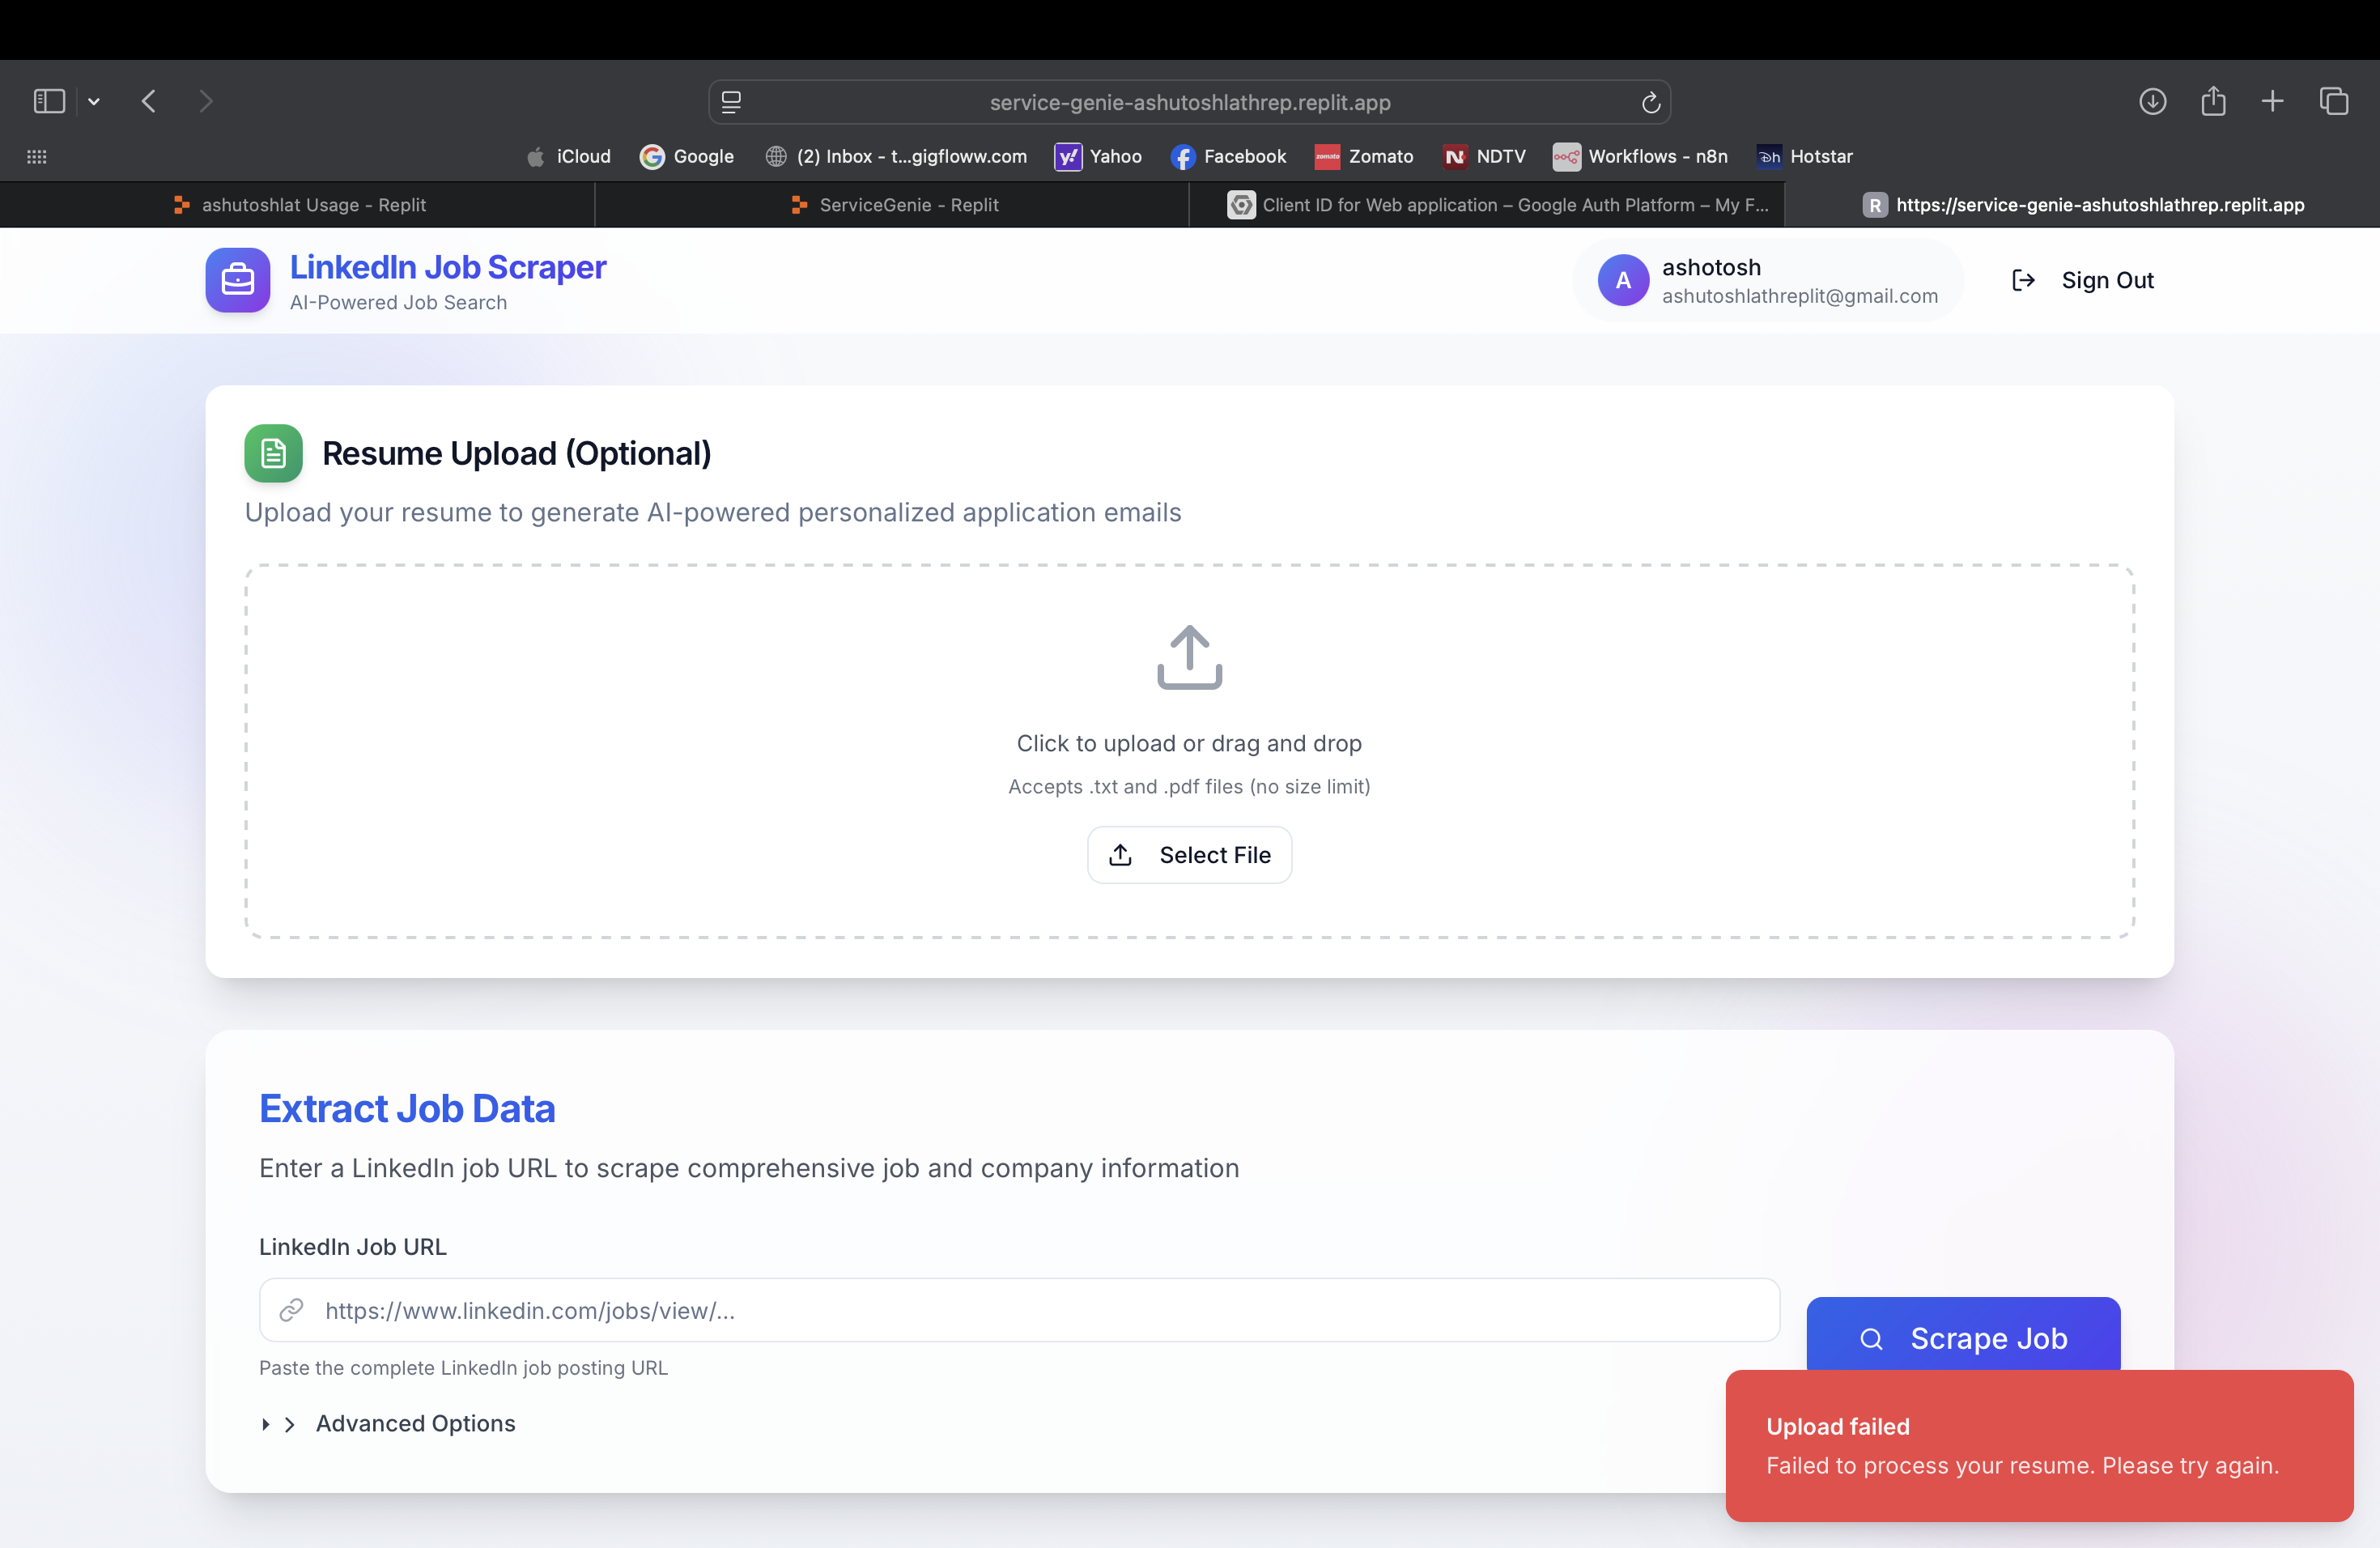 service-genie-ashutoshlathrep.replit.app
iCloud
Google
(2) Inbox - t...gigfloww.com
Yahoo
Facebook
zomato
Zomato
NDTV
Workflows - n8n
Hotstar
ashutoshlat Usage - Replit
ServiceGenie - Replit
Client ID for Web application – Google Auth Platform – My F...
R
https://service-genie-ashutoshlathrep.replit.app
LinkedIn Job Scraper
AI-Powered Job Search
A
ashotosh
ashutoshlathreplit@gmail.com
Sign Out
Resume Upload (Optional)
Upload your resume to generate AI-powered personalized application emails
Click to upload or drag and drop
Accepts .txt and .pdf files (no size limit)
Select File
Extract Job Data
Enter a LinkedIn job URL to scrape comprehensive job and company information
LinkedIn Job URL
https://www.linkedin.com/jobs/view/...
Scrape Job
Paste the complete LinkedIn job posting URL
Advanced Options
Upload failed
Failed to process your resume. Please try again.